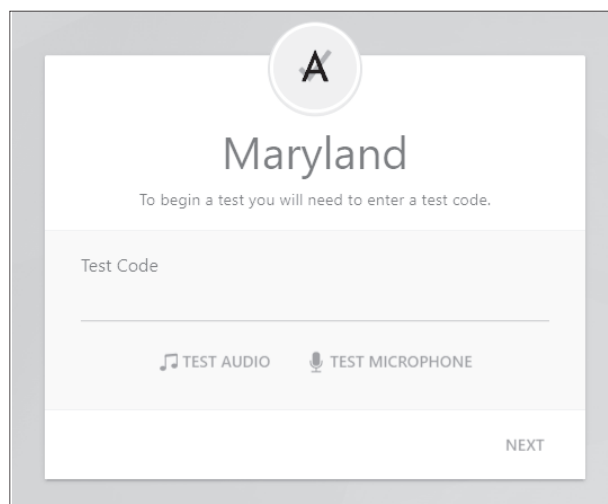 A
Maryland
To begin a test you will need to enter a test code.
Test Code
TEST AUDIO TEST MICROPHONE
NEXT